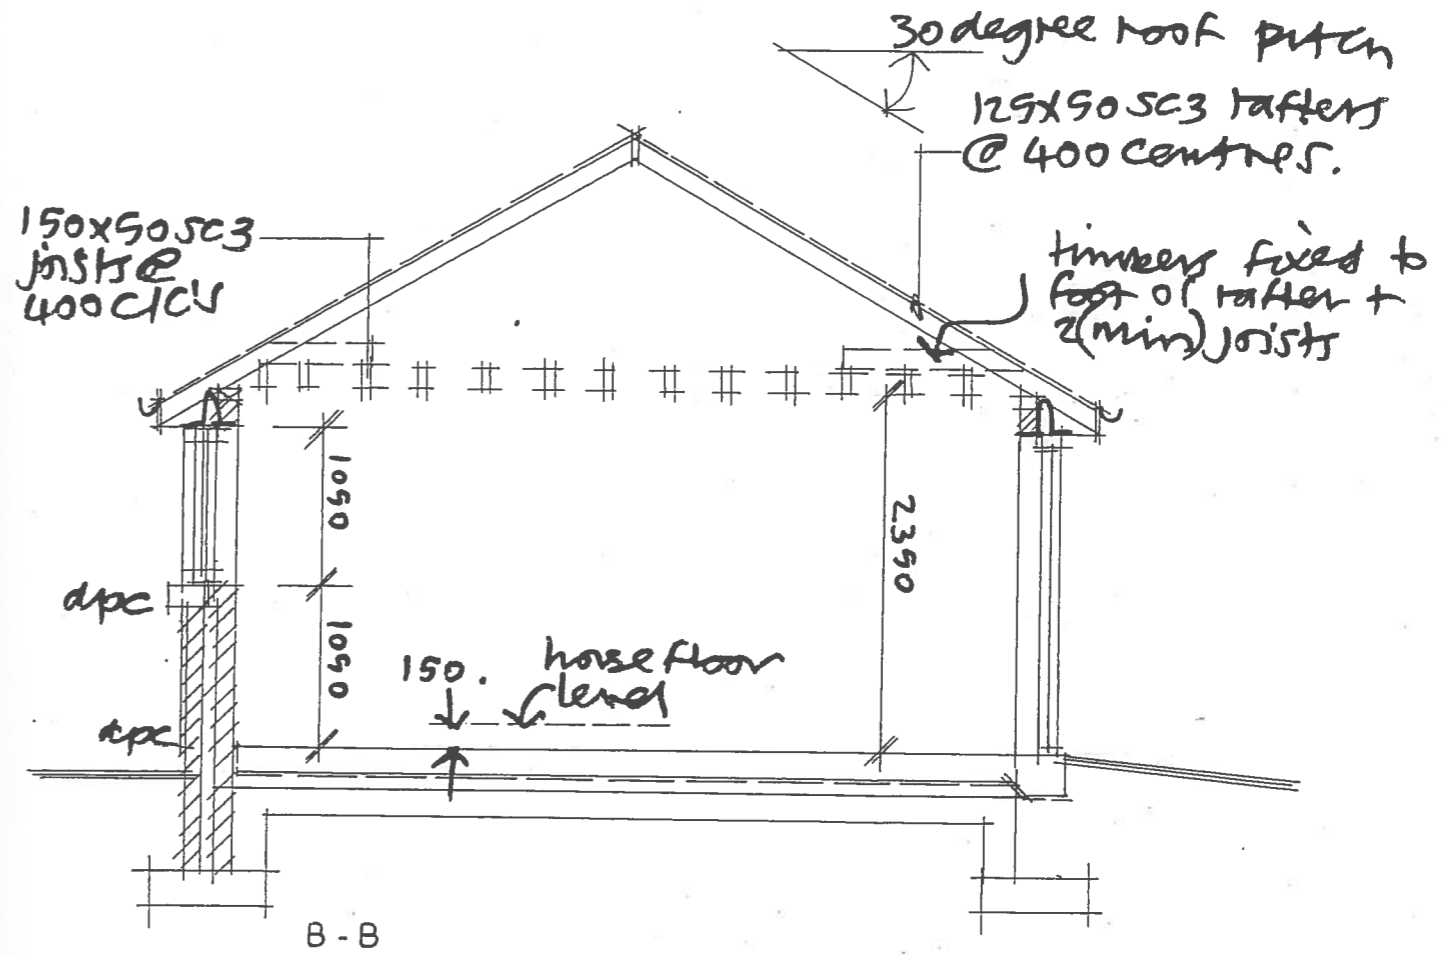 30 degree roof pitch
125x50 SC3 rafters
@ 400 centres.
150x50 SC3
joists @
400 C/C's
timbers fixed to
foot of rafter +
2(min) joists
1050
2350
dpc
1050
150.
house floor
level
dpc
B - B